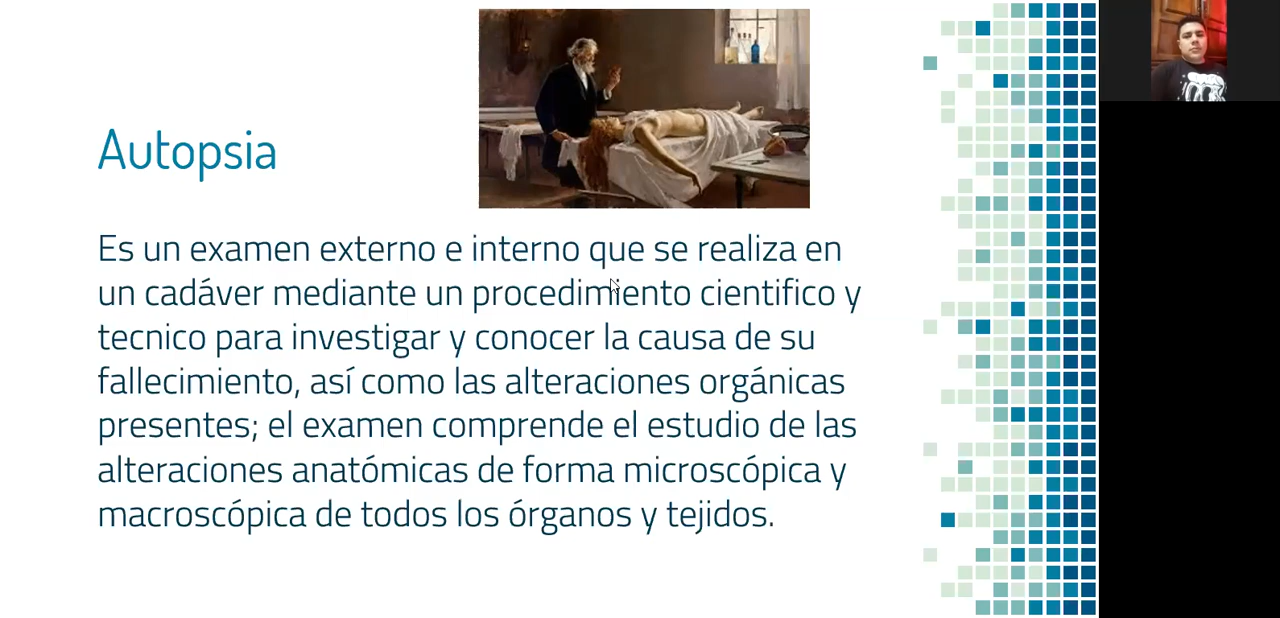 Autopsia
Es un examen externo e interno que se realiza en
un cadáver mediante un procedimiento cientifico y
tecnico para investigar y conocer la causa de su
fallecimiento, así como las alteraciones orgánicas
presentes; el examen comprende el estudio de las
alteraciones anatómicas de forma microscópica y
macroscópica de todos los órganos y tejidos.